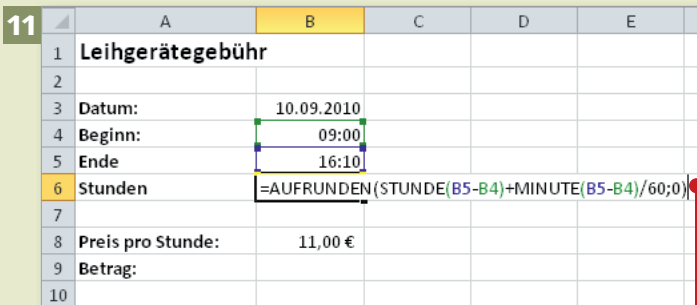 11
A B C D E
1 Leihgerätegebühr
2
3 Datum: 10.09.2010
4 Beginn: 09:00
5 Ende 16:10
6 Stunden =AUFRUNDEN(STUNDE(B5-B4)+MINUTE(B5-B4)/60;0)
7
8 Preis pro Stunde: 11,00 €
9 Betrag:
10